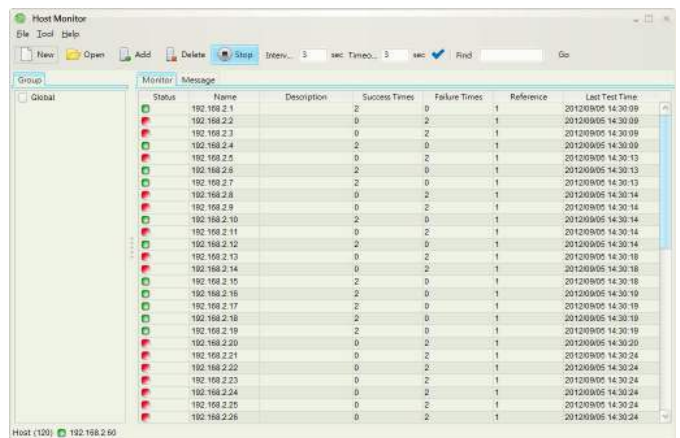 Host Monitor
File Tool Help
New Open Add Delete Stop Interv... 3 sec Timeo... 3 sec Find Go
Group Monitor Message
Global
Status Name Description Success Times Failure Times Reference Last Test Time
192.168.2.1 2 0 1 2012/09/05 14:30:09
192.168.2.2 0 2 1 2012/09/05 14:30:09
192.168.2.3 0 2 1 2012/09/05 14:30:09
192.168.2.4 2 0 1 2012/09/05 14:30:09
192.168.2.5 0 2 1 2012/09/05 14:30:13
192.168.2.6 2 0 1 2012/09/05 14:30:13
192.168.2.7 2 0 1 2012/09/05 14:30:13
192.168.2.8 0 2 1 2012/09/05 14:30:14
192.168.2.9 0 2 1 2012/09/05 14:30:14
192.168.2.10 2 0 1 2012/09/05 14:30:14
192.168.2.11 0 2 1 2012/09/05 14:30:14
192.168.2.12 2 0 1 2012/09/05 14:30:14
192.168.2.13 0 2 1 2012/09/05 14:30:18
192.168.2.14 0 2 1 2012/09/05 14:30:18
192.168.2.15 2 0 1 2012/09/05 14:30:18
192.168.2.16 2 0 1 2012/09/05 14:30:19
192.168.2.17 2 0 1 2012/09/05 14:30:19
192.168.2.18 2 0 1 2012/09/05 14:30:19
192.168.2.19 2 0 1 2012/09/05 14:30:19
192.168.2.20 0 2 1 2012/09/05 14:30:20
192.168.2.21 0 2 1 2012/09/05 14:30:24
192.168.2.22 0 2 1 2012/09/05 14:30:24
192.168.2.23 0 2 1 2012/09/05 14:30:24
192.168.2.24 0 2 1 2012/09/05 14:30:24
192.168.2.25 0 2 1 2012/09/05 14:30:24
192.168.2.26 0 2 1 2012/09/05 14:30:24
Host (120) 192.168.2.60